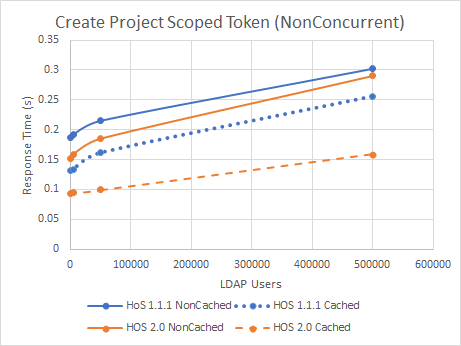 Create Project Scoped Token (NonConcurrent)
0.35
0.3
0.25
0.2
0.15
0.1
0.05
0
Response Time (s)
0 100000 200000 300000 400000 500000 600000
LDAP Users
HoS 1.1.1 NonCached HOS 1.1.1 Cached
HOS 2.0 NonCached HOS 2.0 Cached